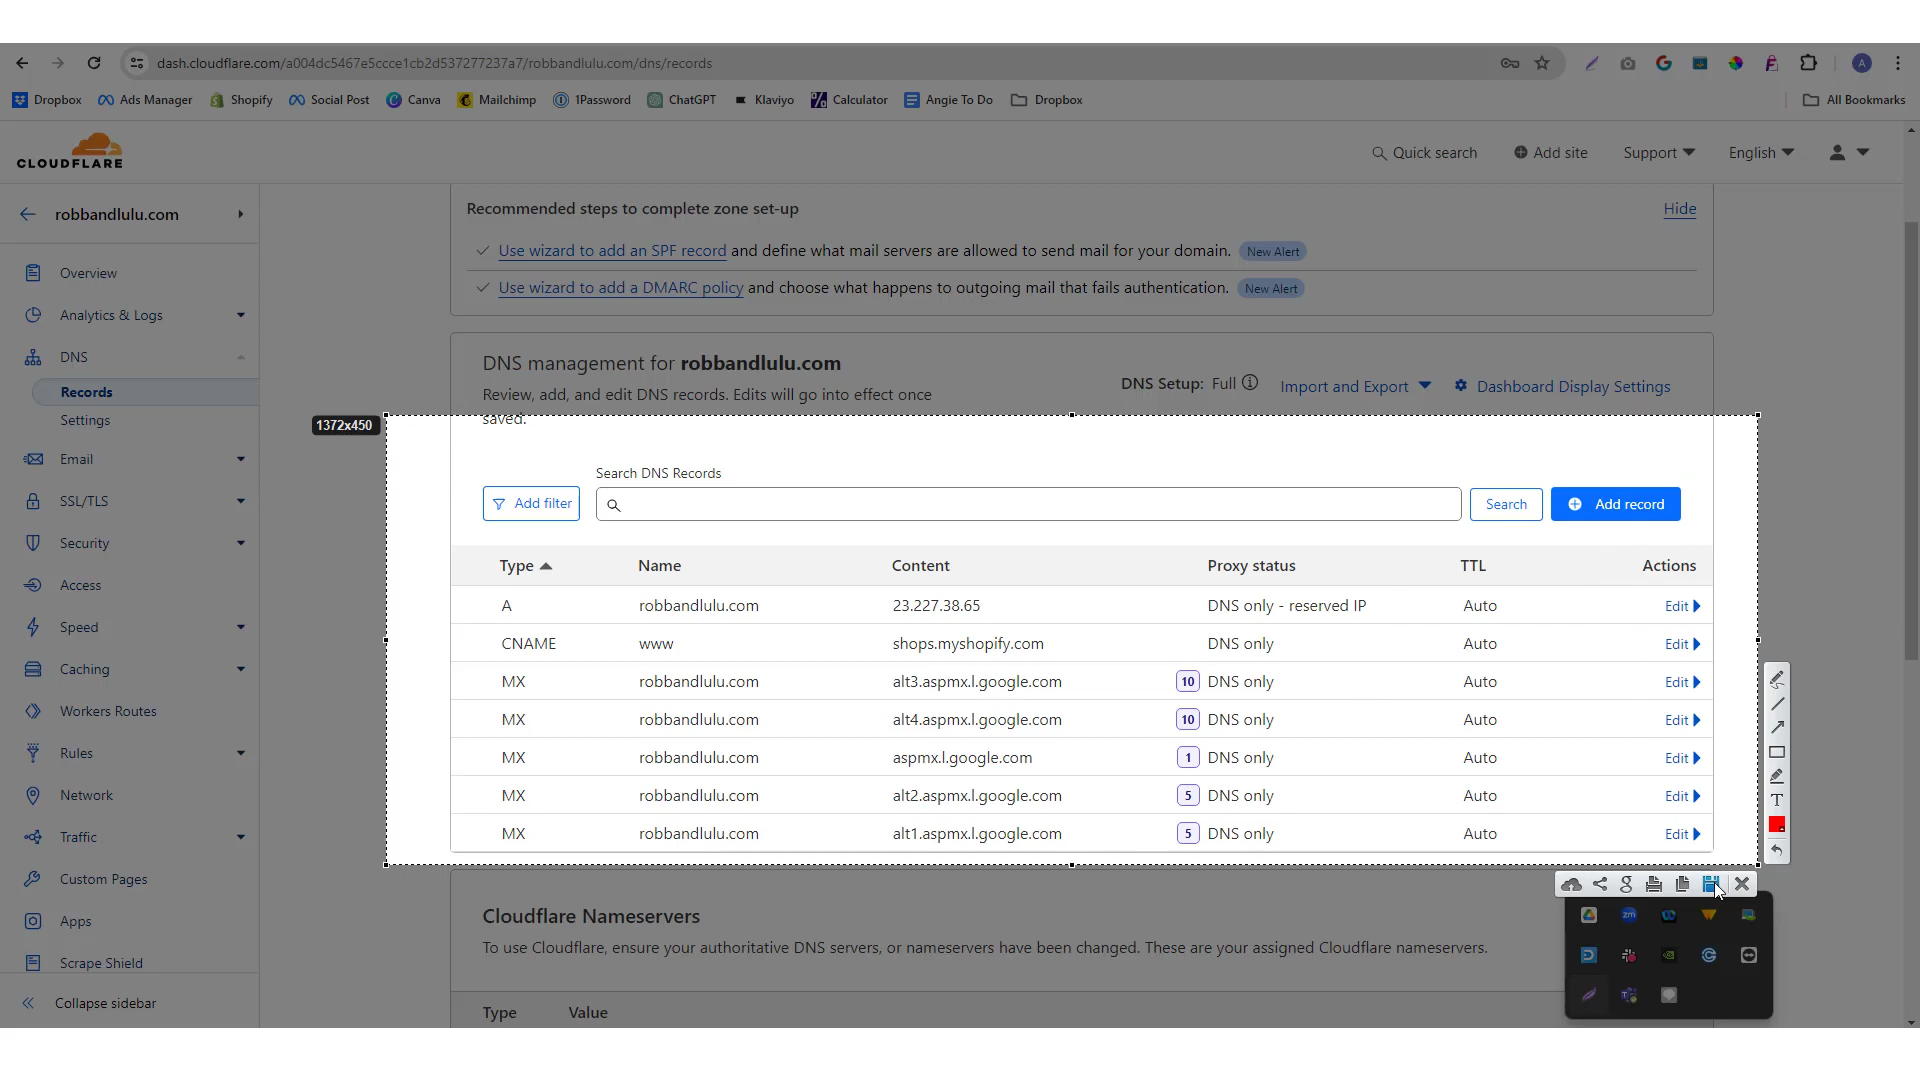 dash.cloudflare.com/a004dc5467e5ccce1cb2d537277237a7/robbandlulu.com/dns/records
Dropbox Ads Manager Shopify Social Post Canva Mailchimp 1Password ChatGPT Klaviyo Calculator Angie To Do Dropbox All Bookmarks
CLOUDFLARE
Quick search Add site Support English
robbandlulu.com
Overview
Analytics & Logs
DNS
Records
Settings
Email
SSL/TLS
Security
Access
Speed
Caching
Workers Routes
Rules
Network
Traffic
Custom Pages
Apps
Scrape Shield
Collapse sidebar
Recommended steps to complete zone set-up Hide
Use wizard to add an SPF record and define what mail servers are allowed to send mail for your domain. New Alert
Use wizard to add a DMARC policy and choose what happens to outgoing mail that fails authentication. New Alert
DNS management for robbandlulu.com
Review, add, and edit DNS records. Edits will go into effect once
saved.
DNS Setup: Full Import and Export Dashboard Display Settings
1372x450
Search DNS Records
Add filter Search Add record
Type Name Content Proxy status TTL Actions
A robbandlulu.com 23.227.38.65 DNS only - reserved IP Auto Edit
CNAME www shops.myshopify.com DNS only Auto Edit
MX robbandlulu.com alt3.aspmx.l.google.com 10 DNS only Auto Edit
MX robbandlulu.com alt4.aspmx.l.google.com 10 DNS only Auto Edit
MX robbandlulu.com aspmx.l.google.com 1 DNS only Auto Edit
MX robbandlulu.com alt2.aspmx.l.google.com 5 DNS only Auto Edit
MX robbandlulu.com alt1.aspmx.l.google.com 5 DNS only Auto Edit
Cloudflare Nameservers
To use Cloudflare, ensure your authoritative DNS servers, or nameservers have been changed. These are your assigned Cloudflare nameservers.
Type Value